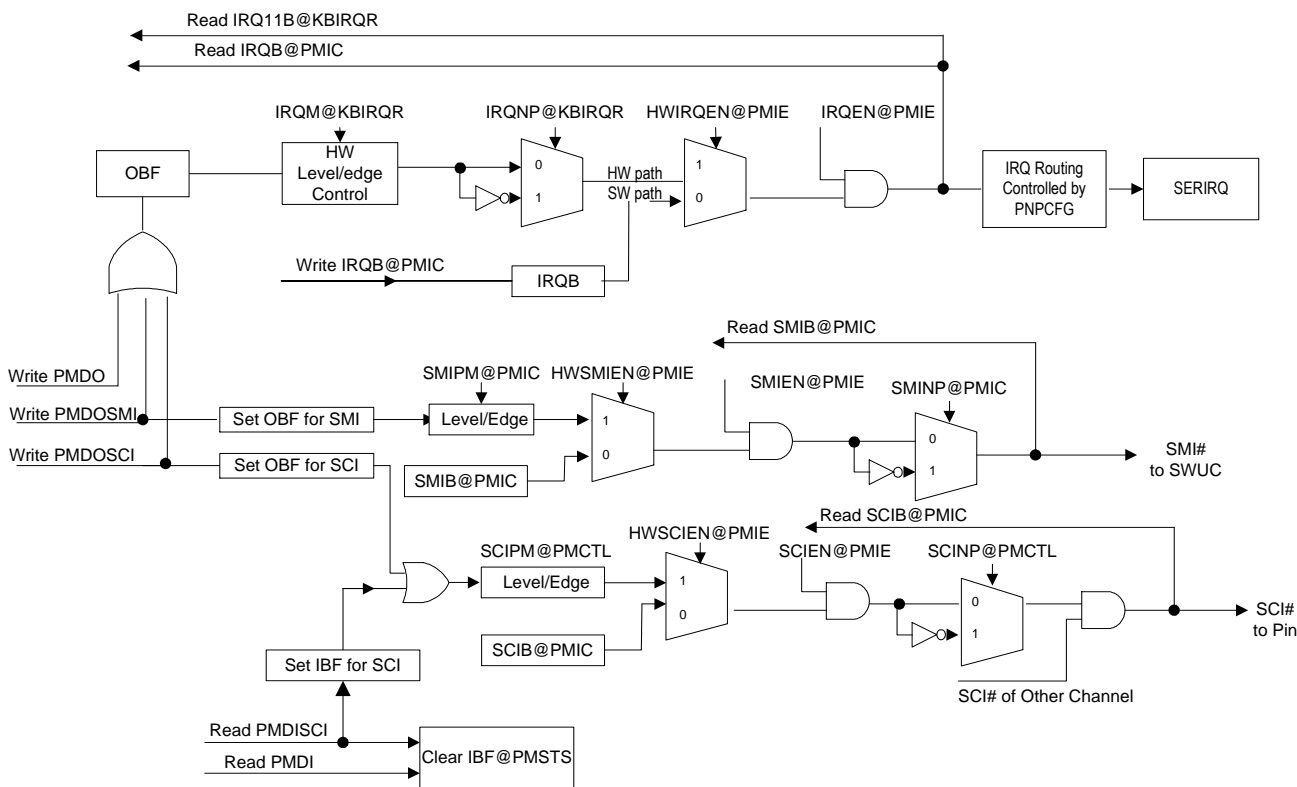 Read IRQ11B@KBIRQR
Read IRQB@PMIC
IRQM@KBIRQR
IRQNP@KBIRQR
HWIRQEN@PMIE
IRQEN@PMIE
OBF
HW
Level/edge
Control
0
1
HW path
SW path
1
0
IRQ Routing
Controlled by
PNPCFG
SERIRQ
Write IRQB@PMIC
IRQB
Read SMIB@PMIC
Write PMDO
SMIPM@PMIC
HWSMIEN@PMIE
SMIEN@PMIE
SMINP@PMIC
Write PMDOSMI
Set OBF for SMI
Level/Edge
1
0
0
1
SMI#
to SWUC
Write PMDOSCI
Set OBF for SCI
SMIB@PMIC
Read SCIB@PMIC
SCIPM@PMCTL
HWSCIEN@PMIE
SCIEN@PMIE
SCINP@PMCTL
Level/Edge
1
0
0
1
SCI#
to Pin
SCIB@PMIC
Set IBF for SCI
SCI# of Other Channel
Read PMDISCI
Read PMDI
Clear IBF@PMSTS